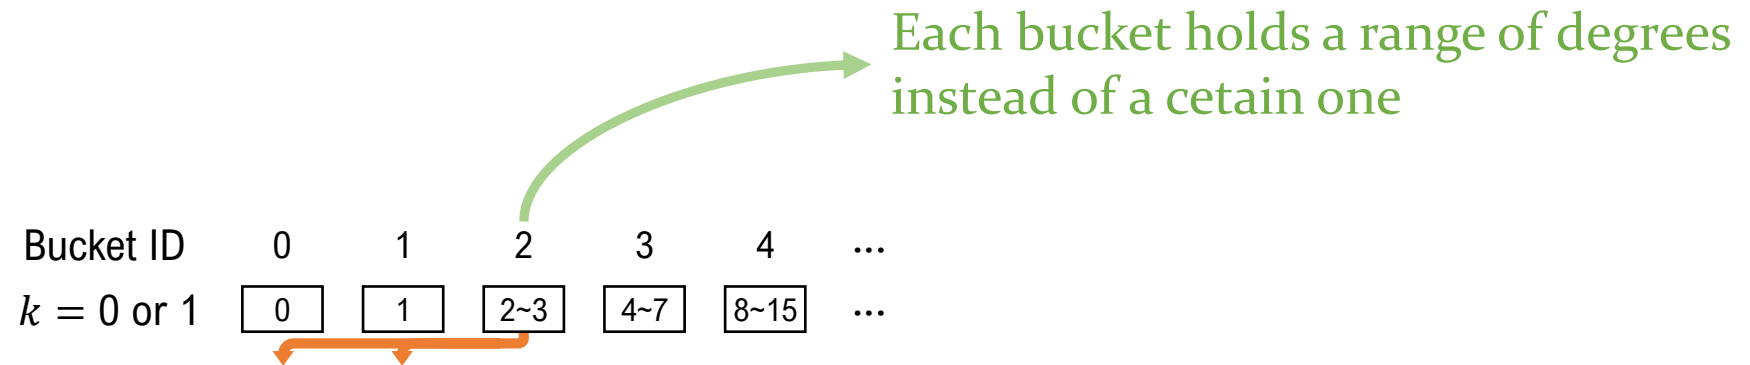 Each bucket holds a range of degrees
instead of a cetain one
Bucket ID 0 1 2 3 4 ...
k = 0 or 1 0 1 2~3 4~7 8~15 ...